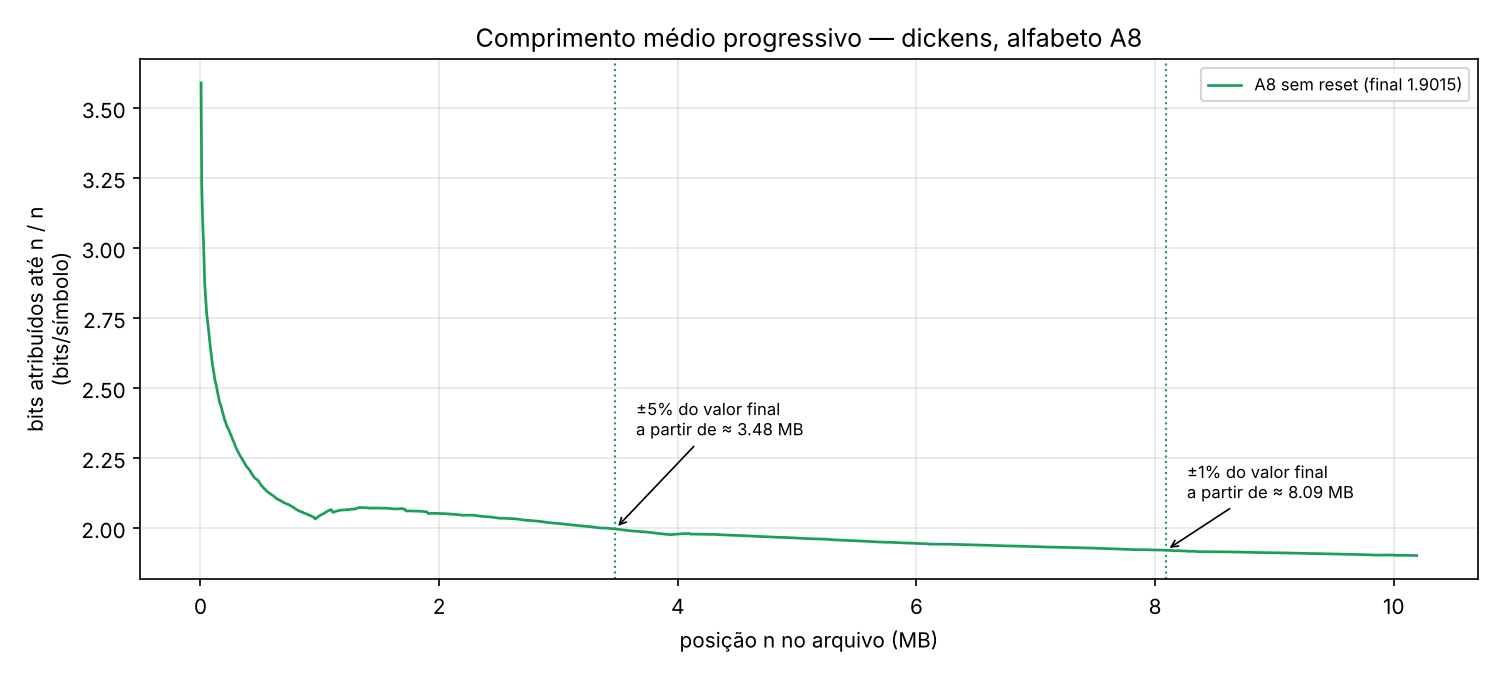 Comprimento médio progressivo — dickens, alfabeto A8
A8 sem reset (final 1.9015)
bits atribuídos até n / n
(bits/símbolo)
3.50
3.25
3.00
2.75
2.50
2.25
2.00
±5% do valor final
a partir de ≈ 3.48 MB
±1% do valor final
a partir de ≈ 8.09 MB
0 2 4 6 8 10
posição n no arquivo (MB)